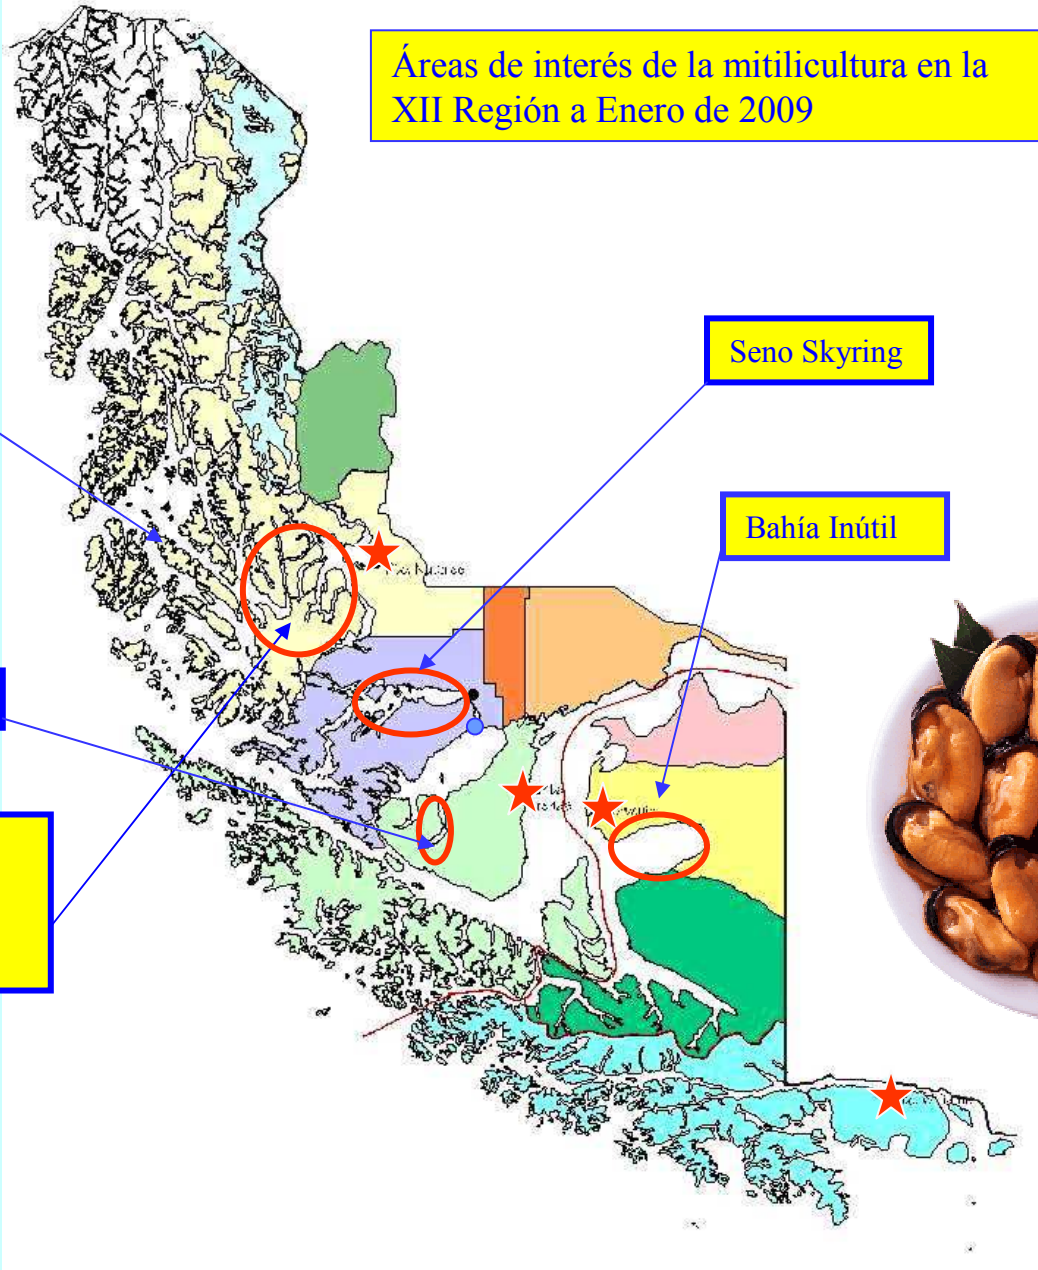 Áreas de interés de la mitilicultura en la
XII Región a Enero de 2009
Seno Skyring
Bahía Inútil